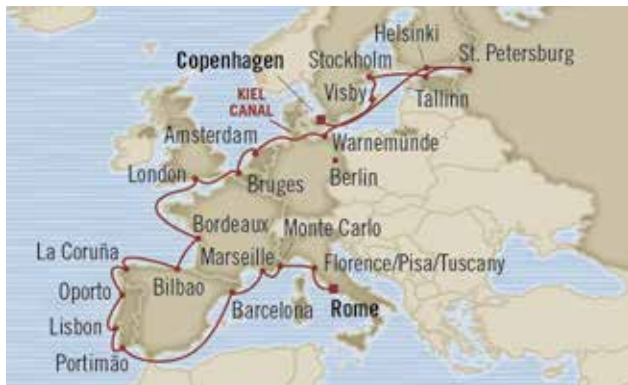 Helsinki
Stockholm
St. Petersburg
Copenhagen
Visby
KIEL
CANAL
Tallinn
Amsterdam
Warnemünde
London
Bruges
Berlin
Bordeaux
Monte Carlo
La Coruña
Marseille
Florence/Pisa/Tuscany
Oporto
Bilbao
Barcelona
Rome
Lisbon
Portimão